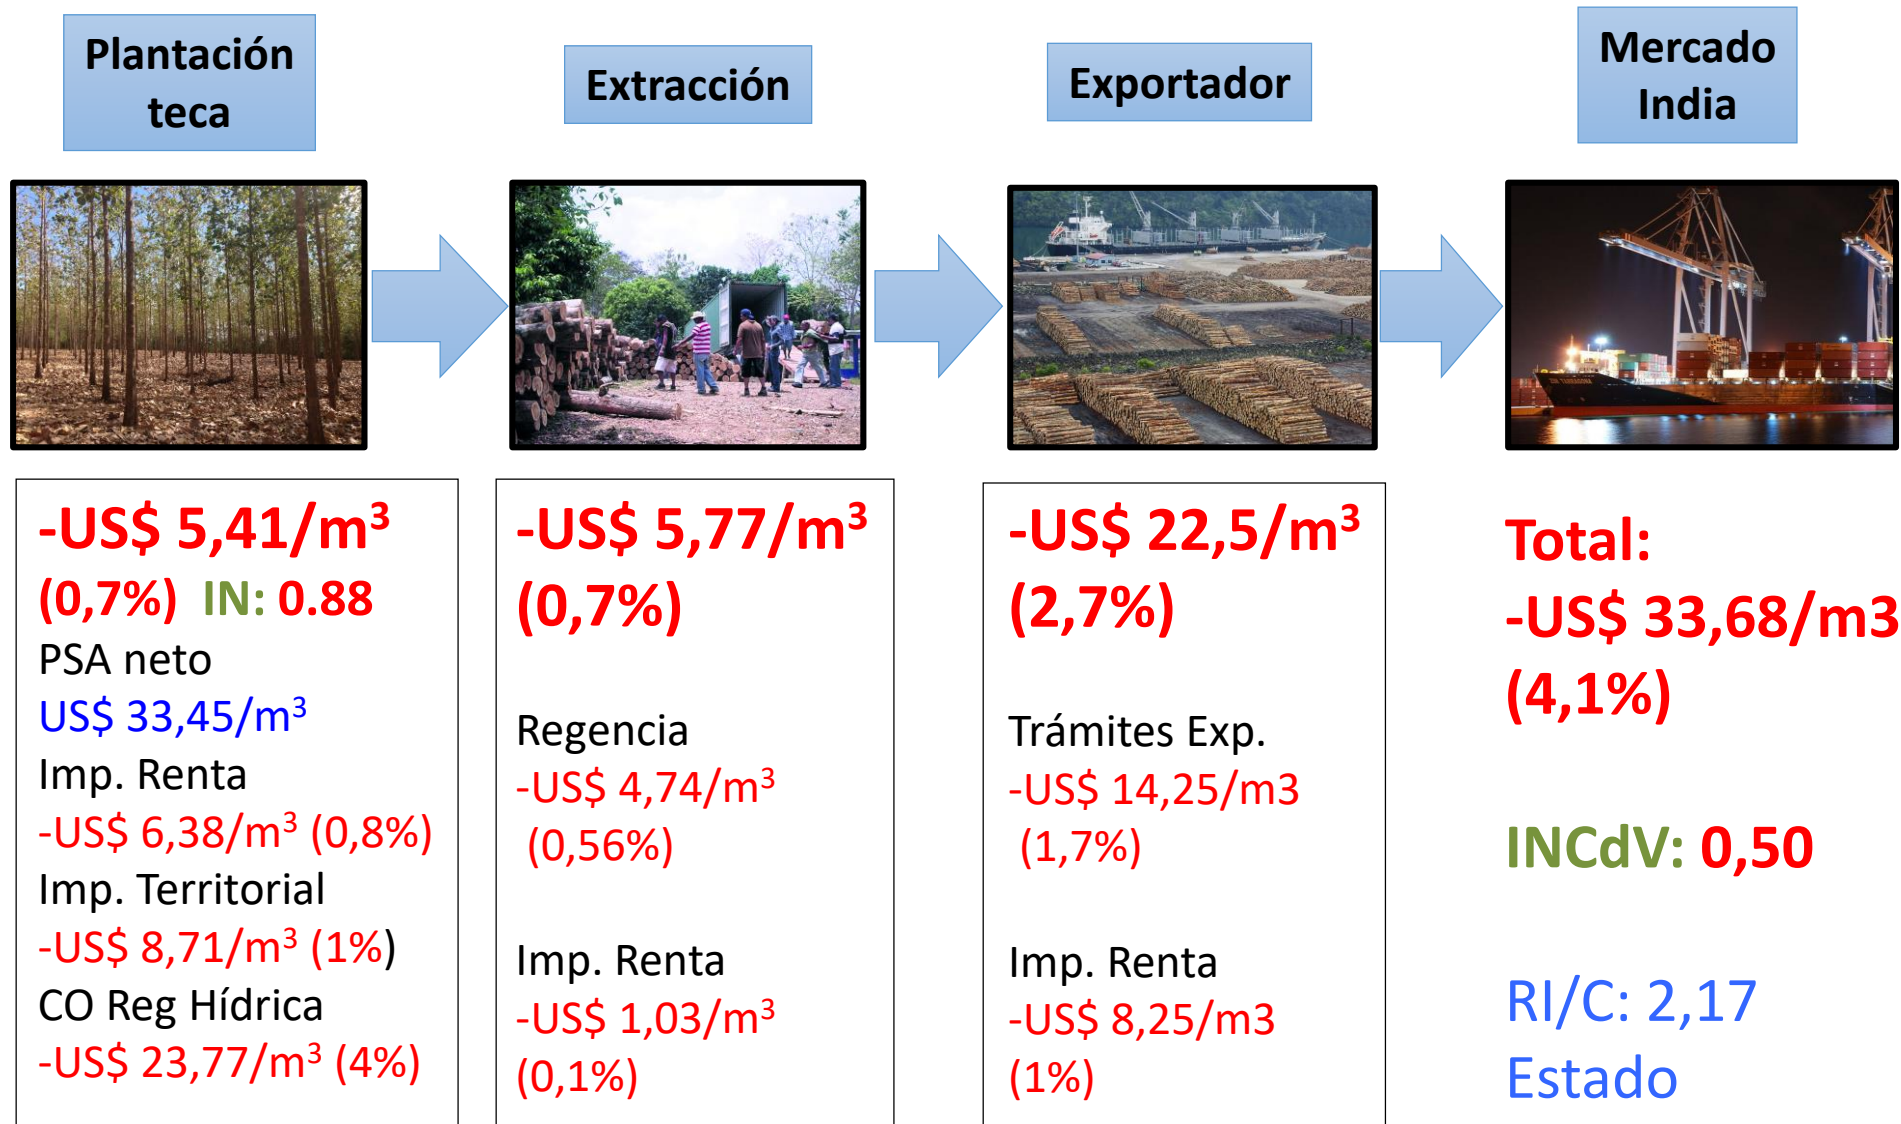 Plantación
teca
Extracción
Exportador
Mercado
India
-US$ 5,41/m³
(0,7%) IN: 0.88
PSA neto
US$ 33,45/m³
Imp. Renta
-US$ 6,38/m³ (0,8%)
Imp. Territorial
-US$ 8,71/m³ (1%)
CO Reg Hídrica
-US$ 23,77/m³ (4%)
-US$ 5,77/m³
(0,7%)
Regencia
-US$ 4,74/m³
(0,56%)
Imp. Renta
-US$ 1,03/m³
(0,1%)
-US$ 22,5/m³
(2,7%)
Trámites Exp.
-US$ 14,25/m3
(1,7%)
Imp. Renta
-US$ 8,25/m3
(1%)
Total:
-US$ 33,68/m3
(4,1%)
INCdV: 0,50
RI/C: 2,17
Estado